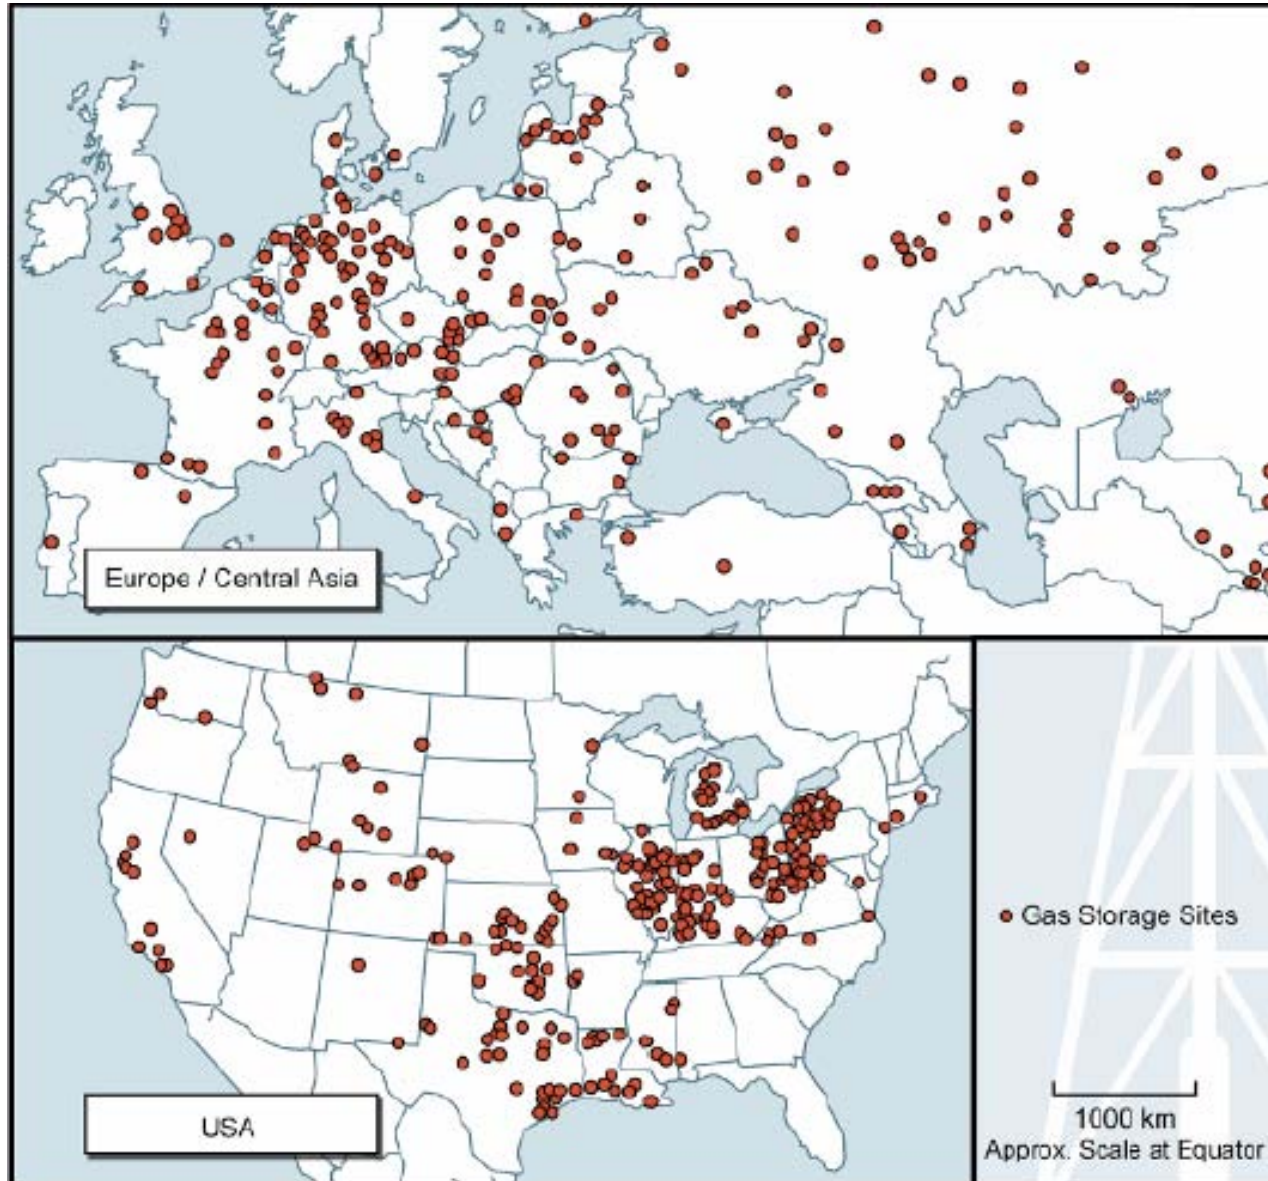 Europe / Central Asia
USA
Gas Storage Sites
1000 km
Approx. Scale at Equator